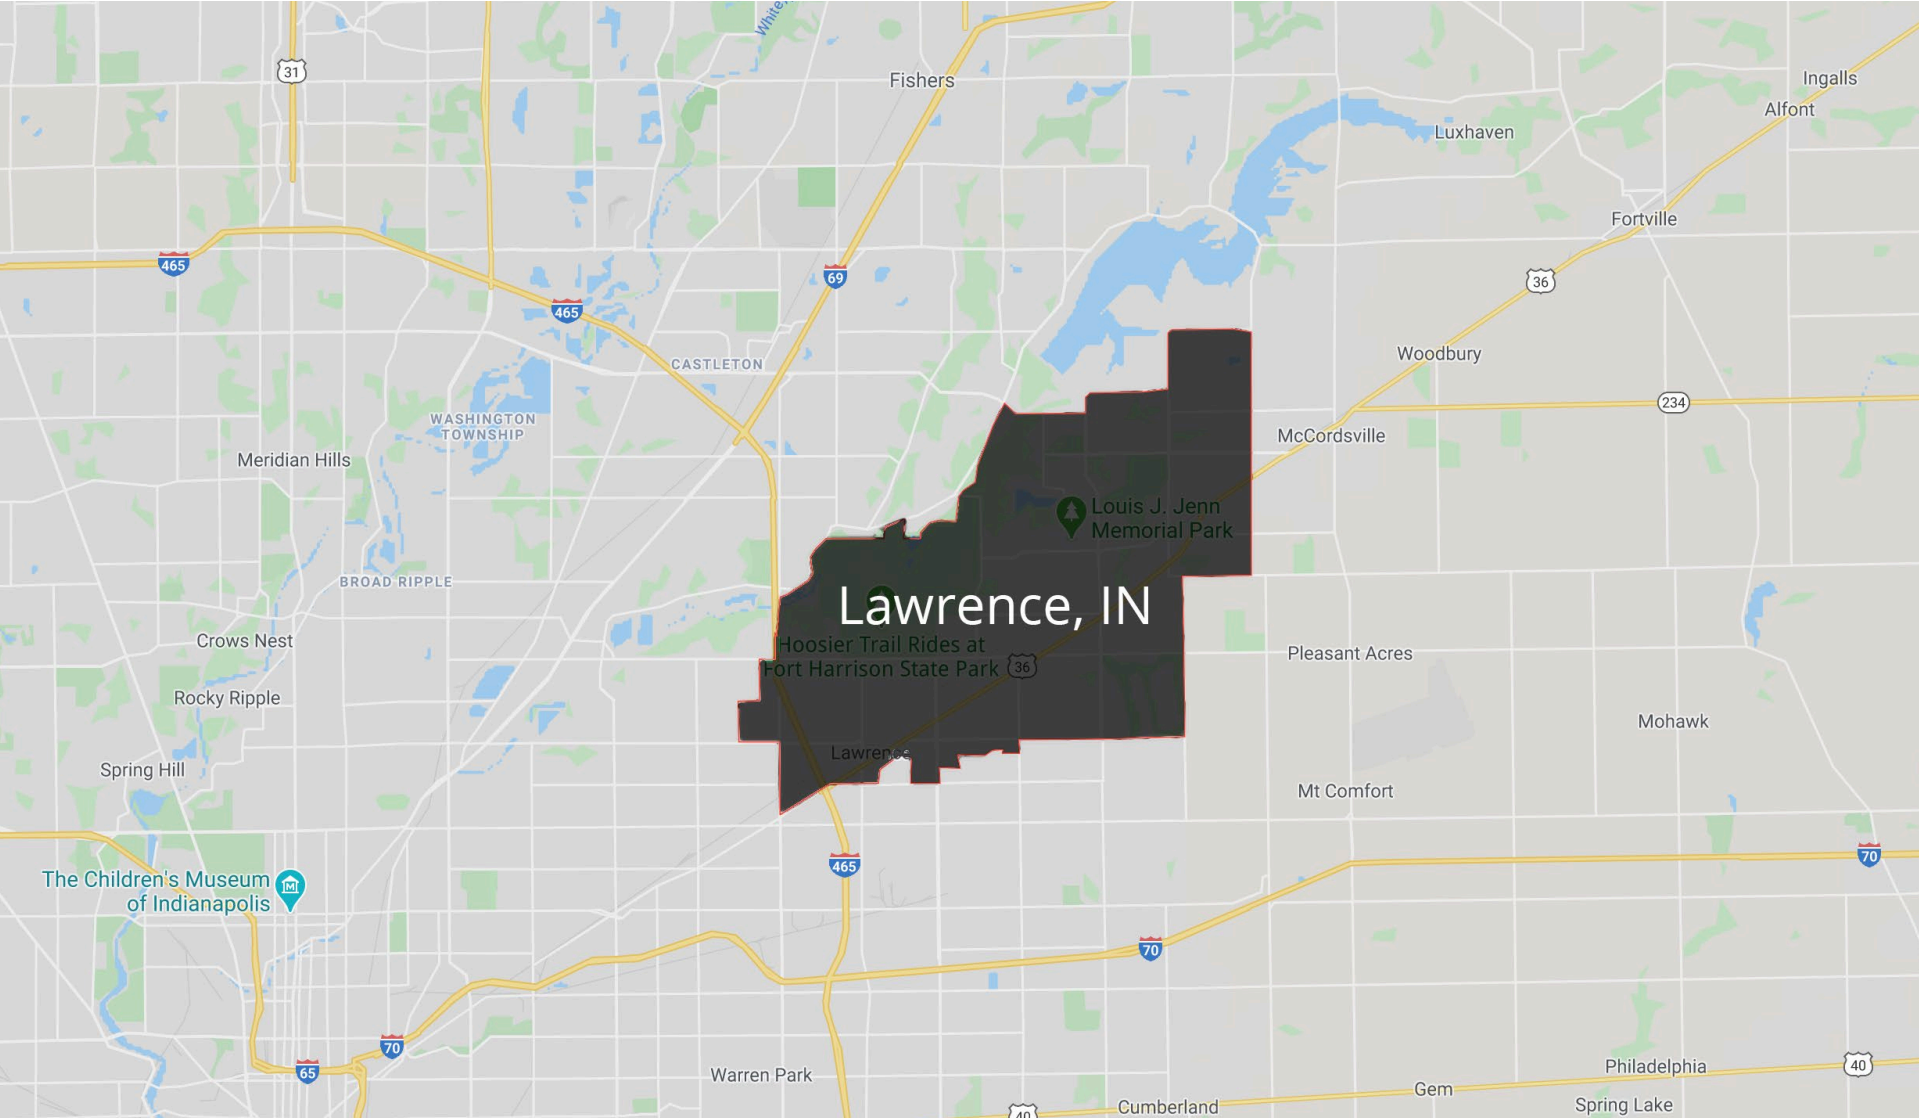 White
31
Fishers
Ingalls
Alfont
Luxhaven
Fortville
465
69
36
465
Woodbury
CASTLETON
234
WASHINGTON
TOWNSHIP
McCordsville
Meridian Hills
Louis J. Jenn
Memorial Park
BROAD RIPPLE
Lawrence, IN
Crows Nest
Hoosier Trail Rides at
Fort Harrison State Park
36
Pleasant Acres
Rocky Ripple
Mohawk
Lawrence
Spring Hill
Mt Comfort
70
465
The Children's Museum
of Indianapolis
70
70
65
Warren Park
Philadelphia
40
Gem
Cumberland
Spring Lake
40